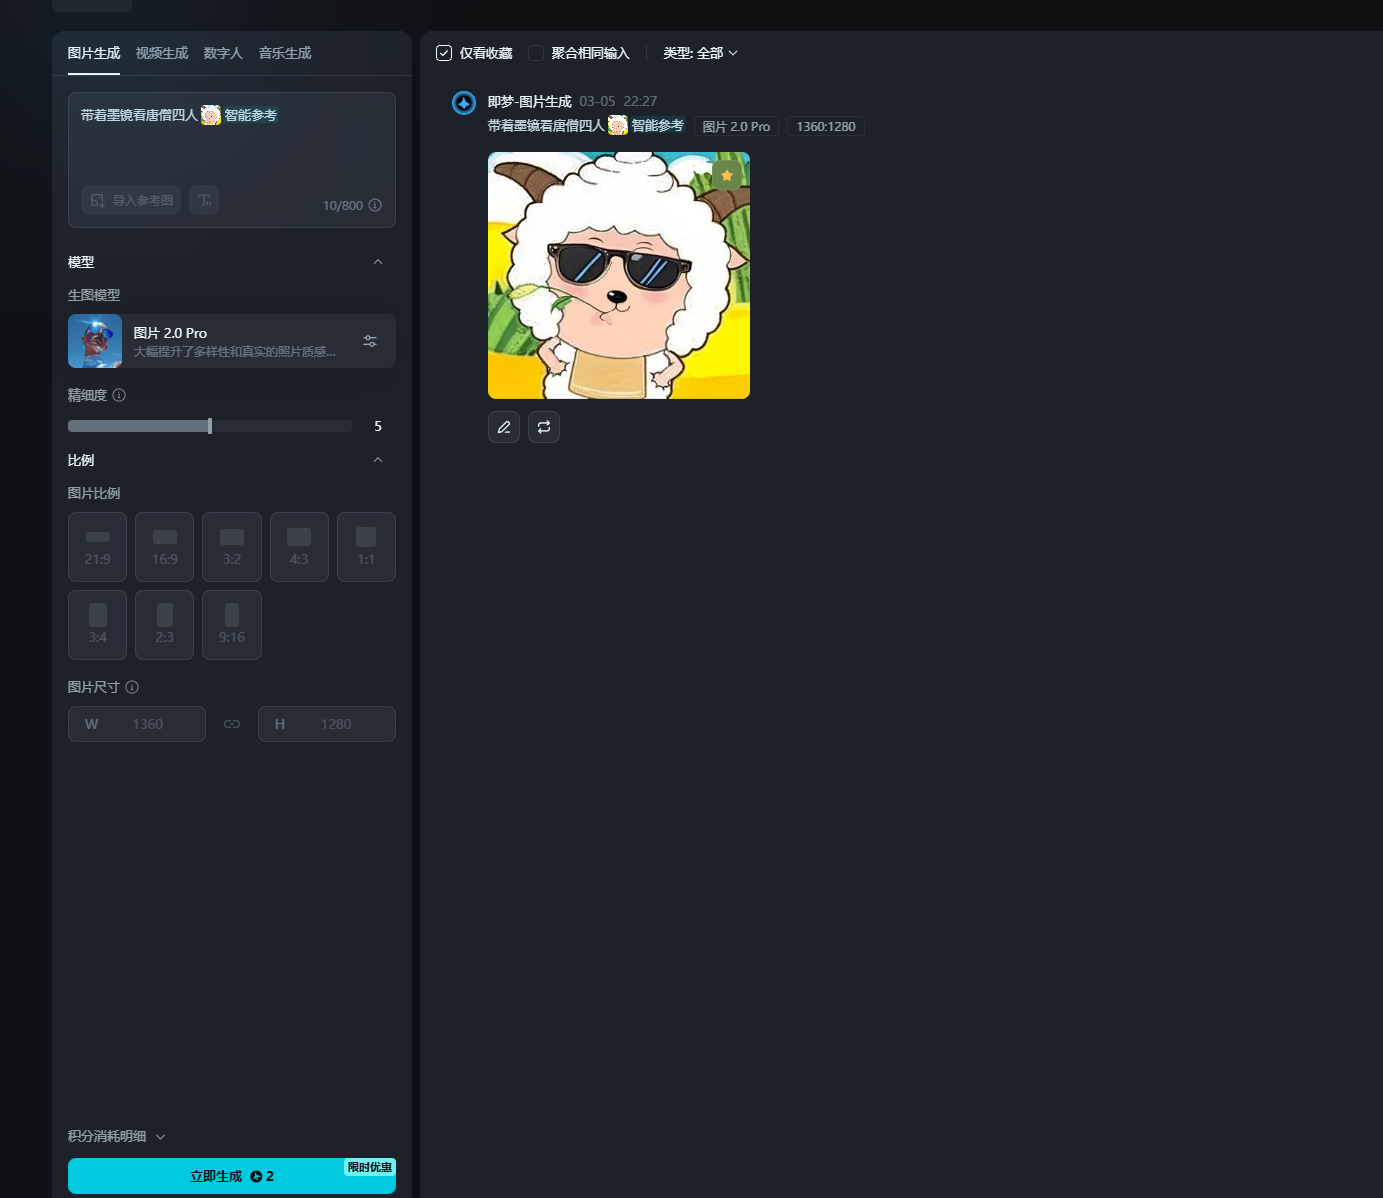 图片生成 视频生成 数字人 音乐生成
带着墨镜看唐僧四人 智能参考
导入参考图
10/800
模型
生图模型
图片 2.0 Pro
大幅提升了多样性和真实的照片质感...
精细度
5
比例
图片比例
21:9 16:9 3:2 4:3 1:1
3:4 2:3 9:16
图片尺寸
W 1360 H 1280
积分消耗明细
限时优惠
立即生成 2
仅看收藏 聚合相同输入 类型: 全部
即梦-图片生成 03-05 22:27
带着墨镜看唐僧四人 智能参考 图片 2.0 Pro 1360:1280